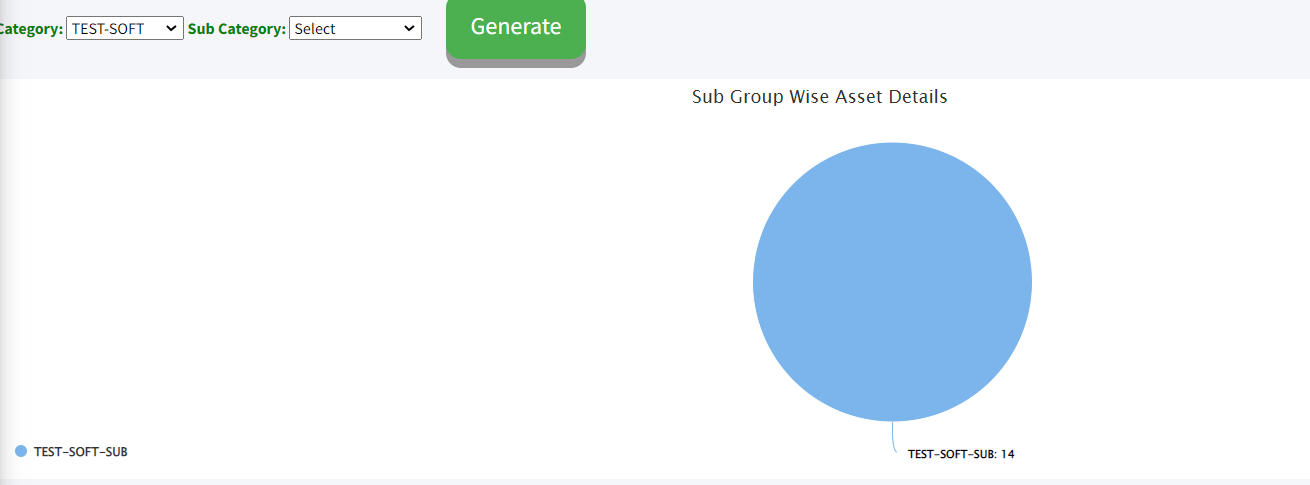 Category: TEST-SOFT Sub Category: Select Generate
Sub Group Wise Asset Details
TEST-SOFT-SUB
TEST-SOFT-SUB: 14